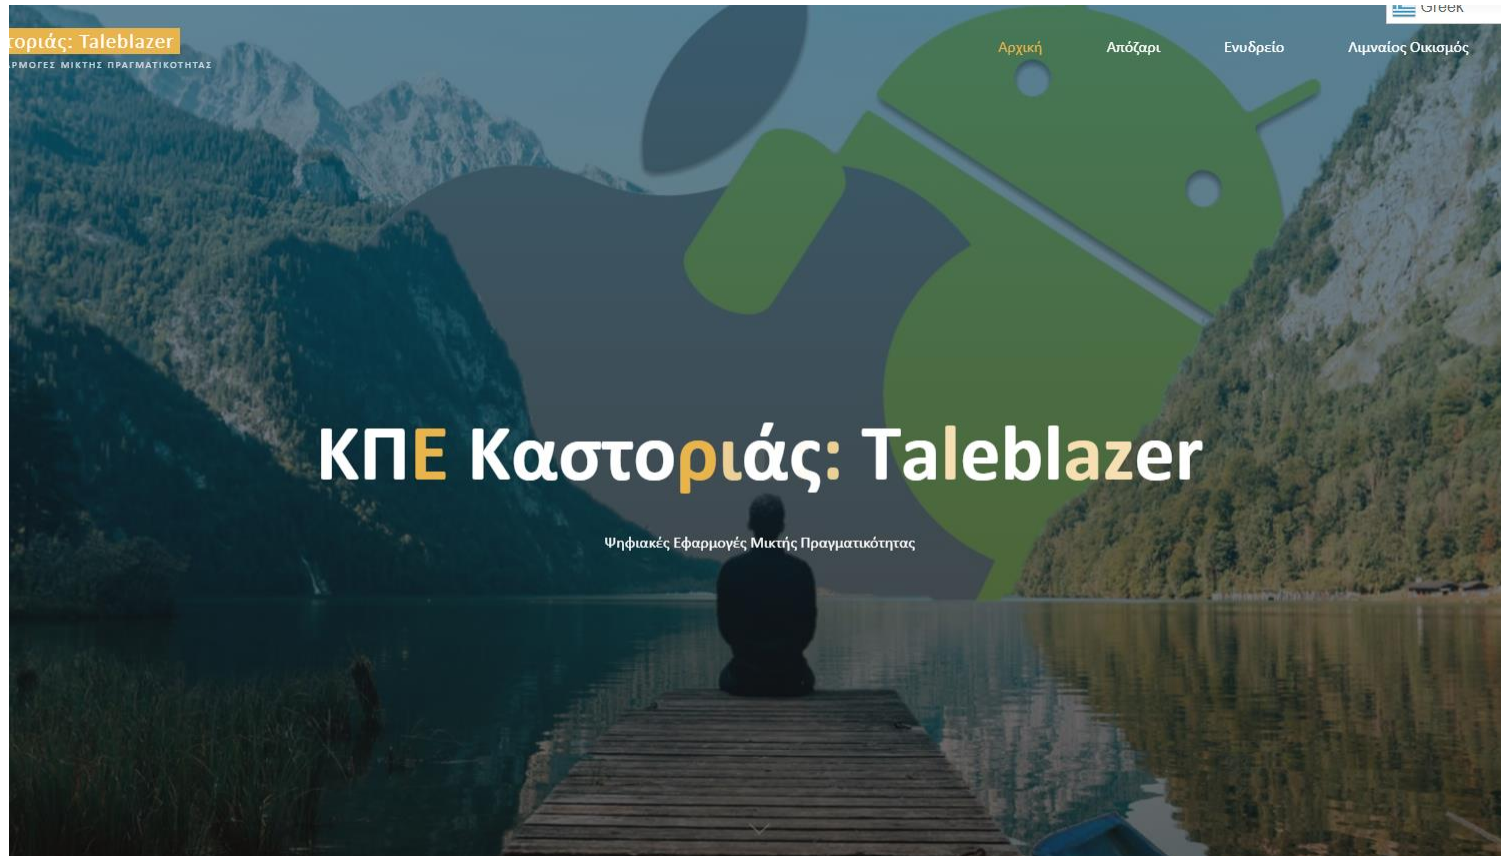 τοριάς: Taleblazer
ΡΜΟΓΕΣ ΜΙΚΤΗΣ ΠΡΑΓΜΑΤΙΚΟΤΗΤΑΣ
Αρχική Απόζαρι Ενυδρείο Λιμναίος Οικισμός
Greek
ΚΠΕ Καστοριάς: Taleblazer
Ψηφιακές Εφαρμογές Μικτής Πραγματικότητας